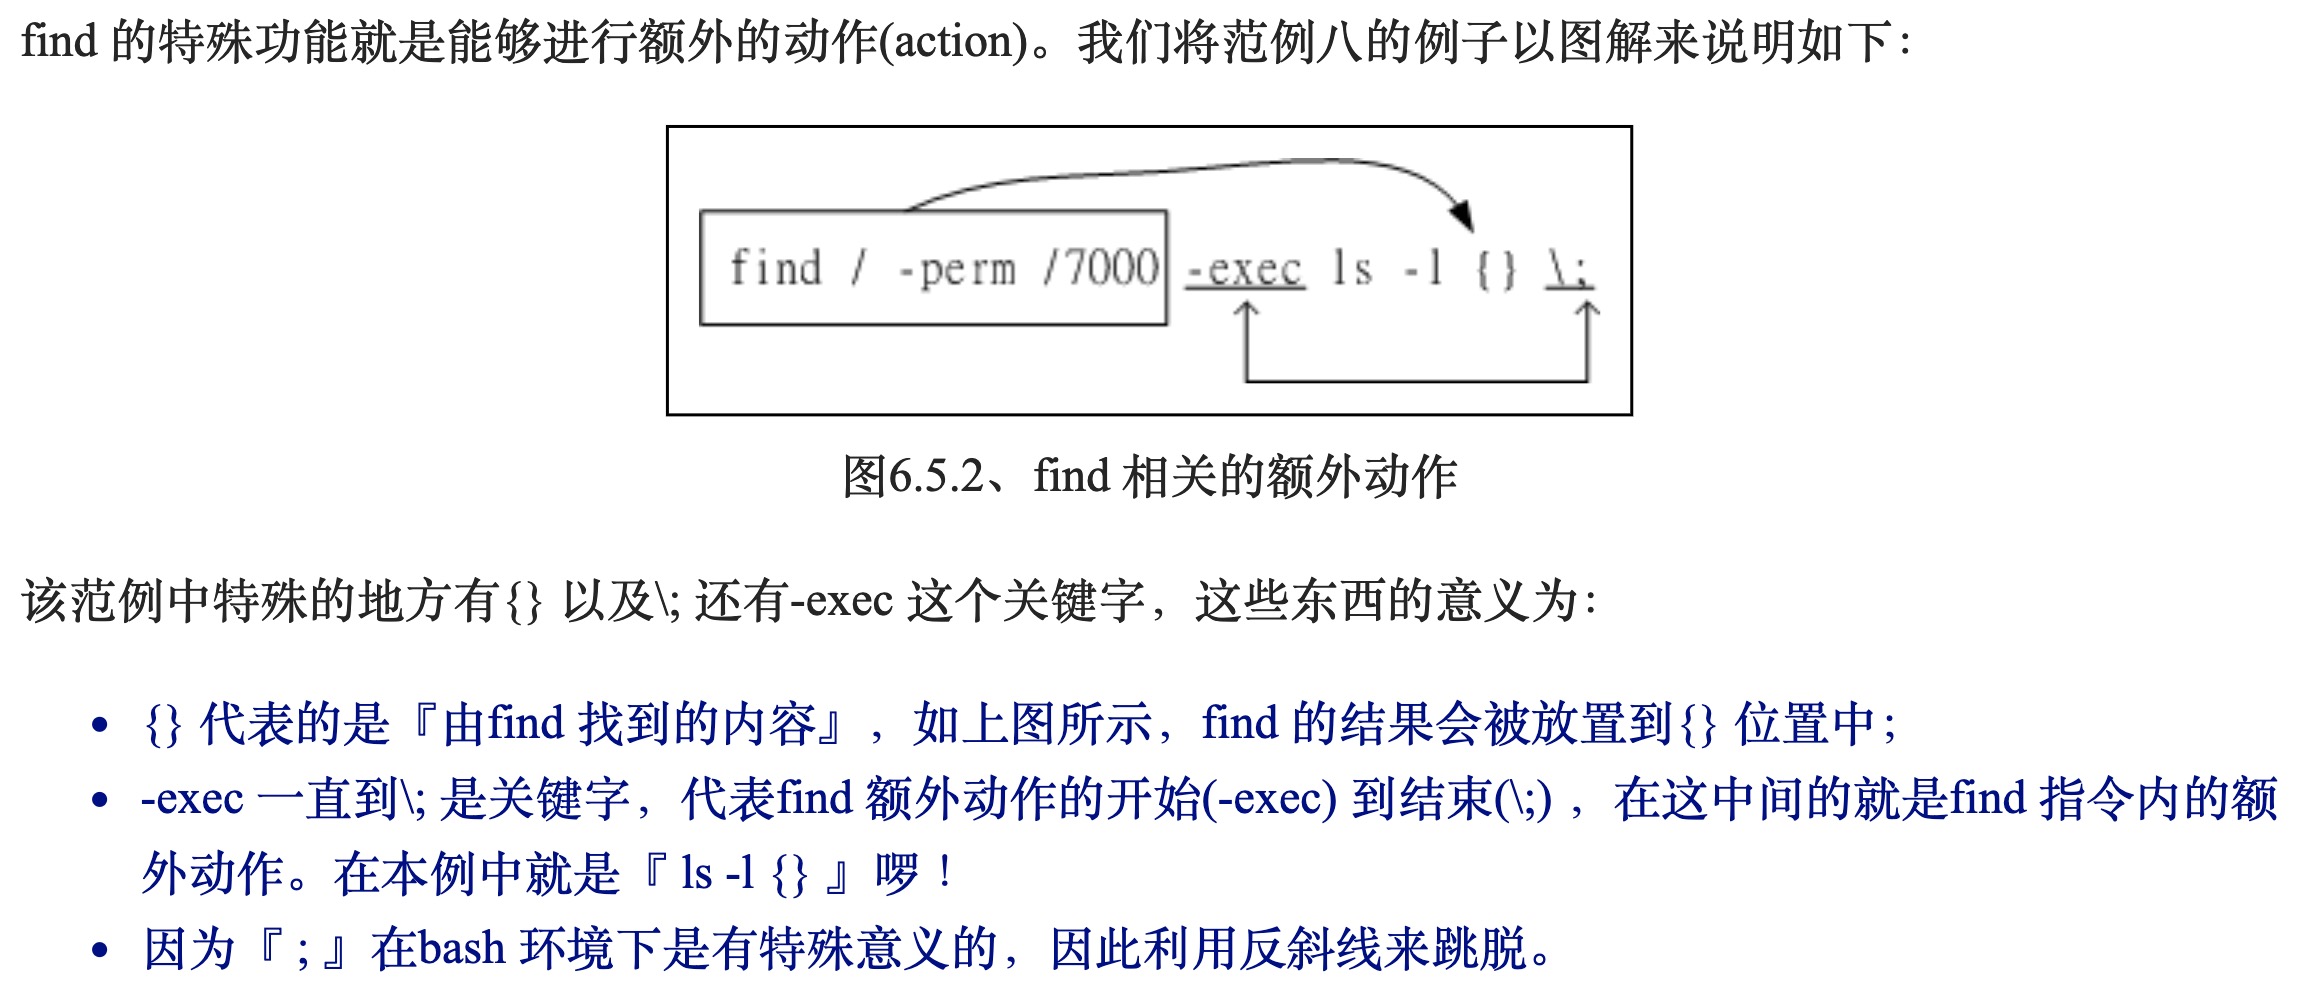 find 的特殊功能就是能够进行额外的动作(action)。我们将范例八的例子以图解来说明如下：
find / -perm /7000 -exec ls -l {} \;
图6.5.2、find 相关的额外动作
该范例中特殊的地方有{} 以及\; 还有-exec 这个关键字，这些东西的意义为：
• {} 代表的是『由find 找到的内容』，如上图所示，find 的结果会被放置到{} 位置中；
• -exec 一直到\; 是关键字，代表find 额外动作的开始(-exec) 到结束(\;) ，在这中间的就是find 指令内的额
外动作。在本例中就是『 ls -l {} 』啰！
• 因为『 ; 』在bash 环境下是有特殊意义的，因此利用反斜线来跳脱。